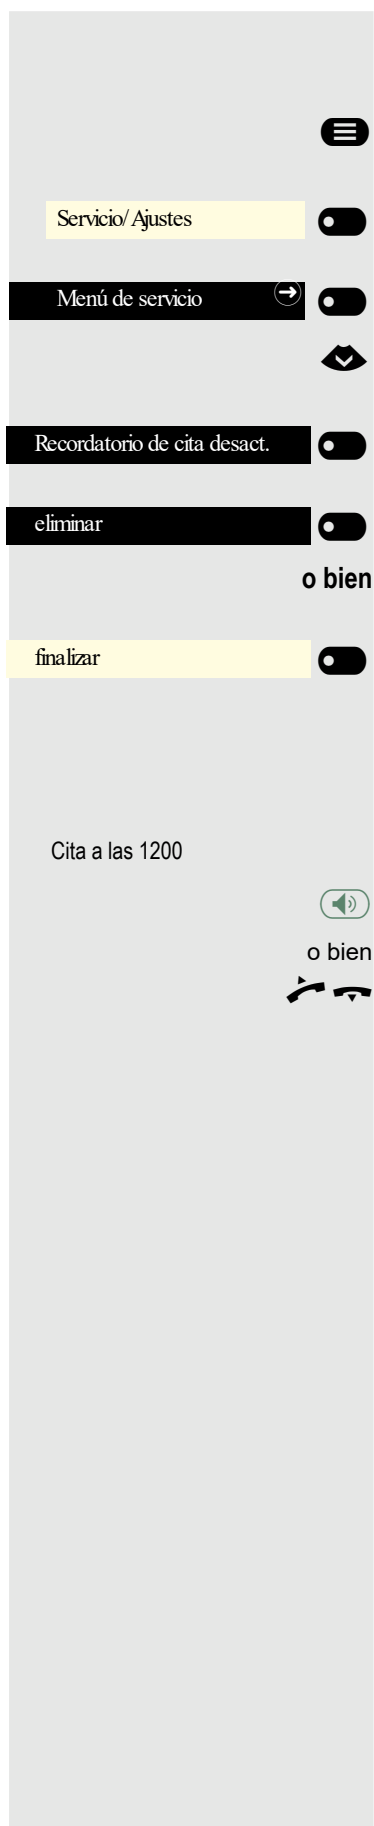 Servicio/Ajustes
Menú de servicio
Recordatorio de cita desact.
eliminar
o bien
finalizar
Cita a las 1200
o bien